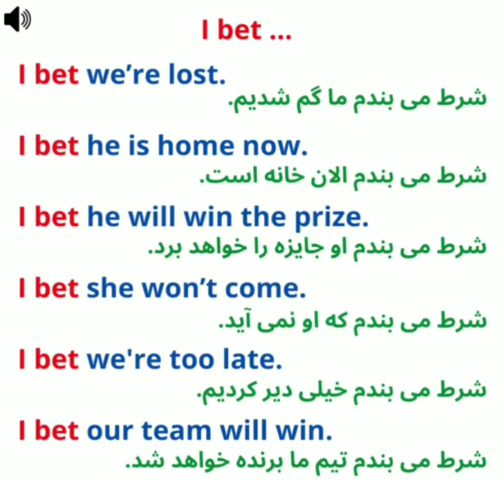 I bet ...
I bet we’re lost.
شرط می بندم ما گم شدیم.
I bet he is home now.
شرط می بندم الان خانه است.
I bet he will win the prize.
شرط می بندم او جایزه را خواهد برد.
I bet she won’t come.
شرط می بندم که او نمی آید.
I bet we're too late.
شرط می بندم خیلی دیر کردیم.
I bet our team will win.
شرط می بندم تیم ما برنده خواهد شد.